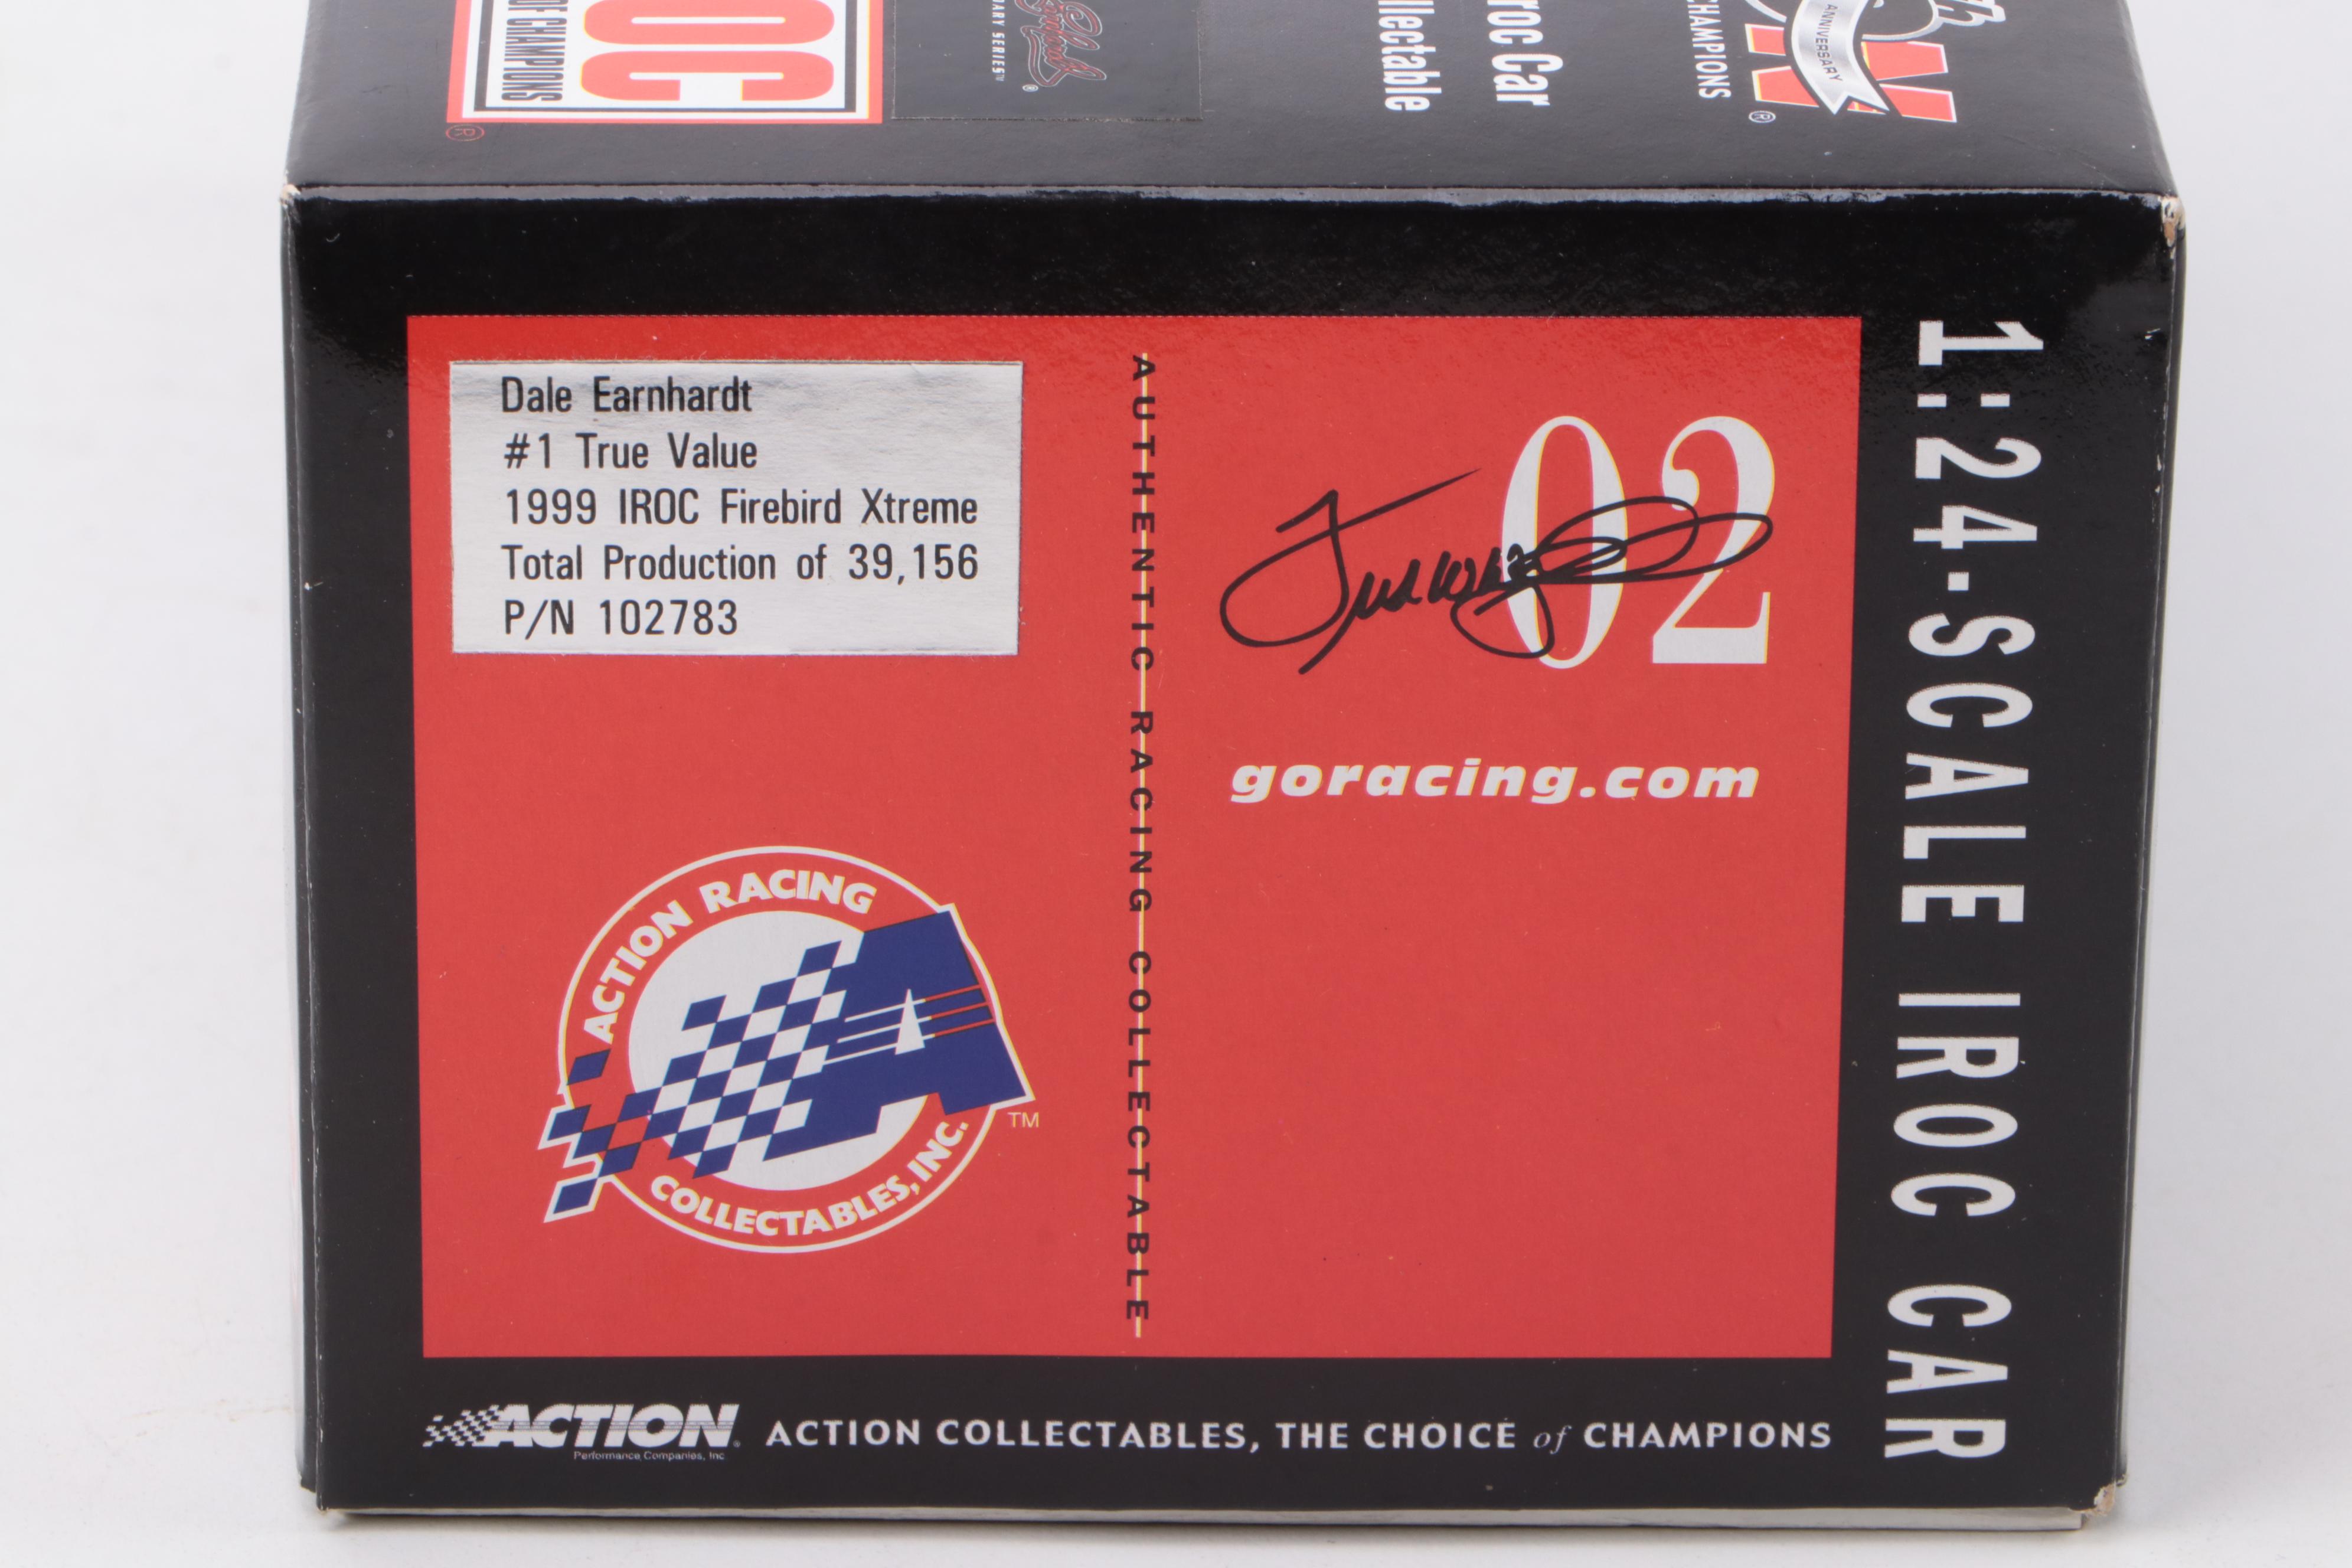 OC
OF CHAMPIONS
®
SERIES™
®
Car
CHAMPIONS
ANNIVERSARY
®
Dale Earnhardt
#1 True Value
1999 IROC Firebird Xtreme
Total Production of 39,156
P/N 102783
AUTHENTIC RACING COLLECTABLE
02
goracing.com
ACTION RACING
COLLECTABLES, INC.
TM
1:24-SCALE IROC CAR
ACTION
Performance Companies, Inc.
ACTION COLLECTABLES, THE CHOICE of CHAMPIONS